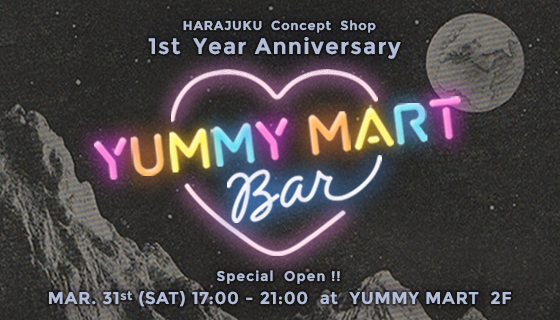 HARAJUKU Concept Shop
1st Year Anniversary
YUMMY MART
Bar
Special Open !!
MAR. 31st (SAT) 17:00 - 21:00 at YUMMY MART 2F